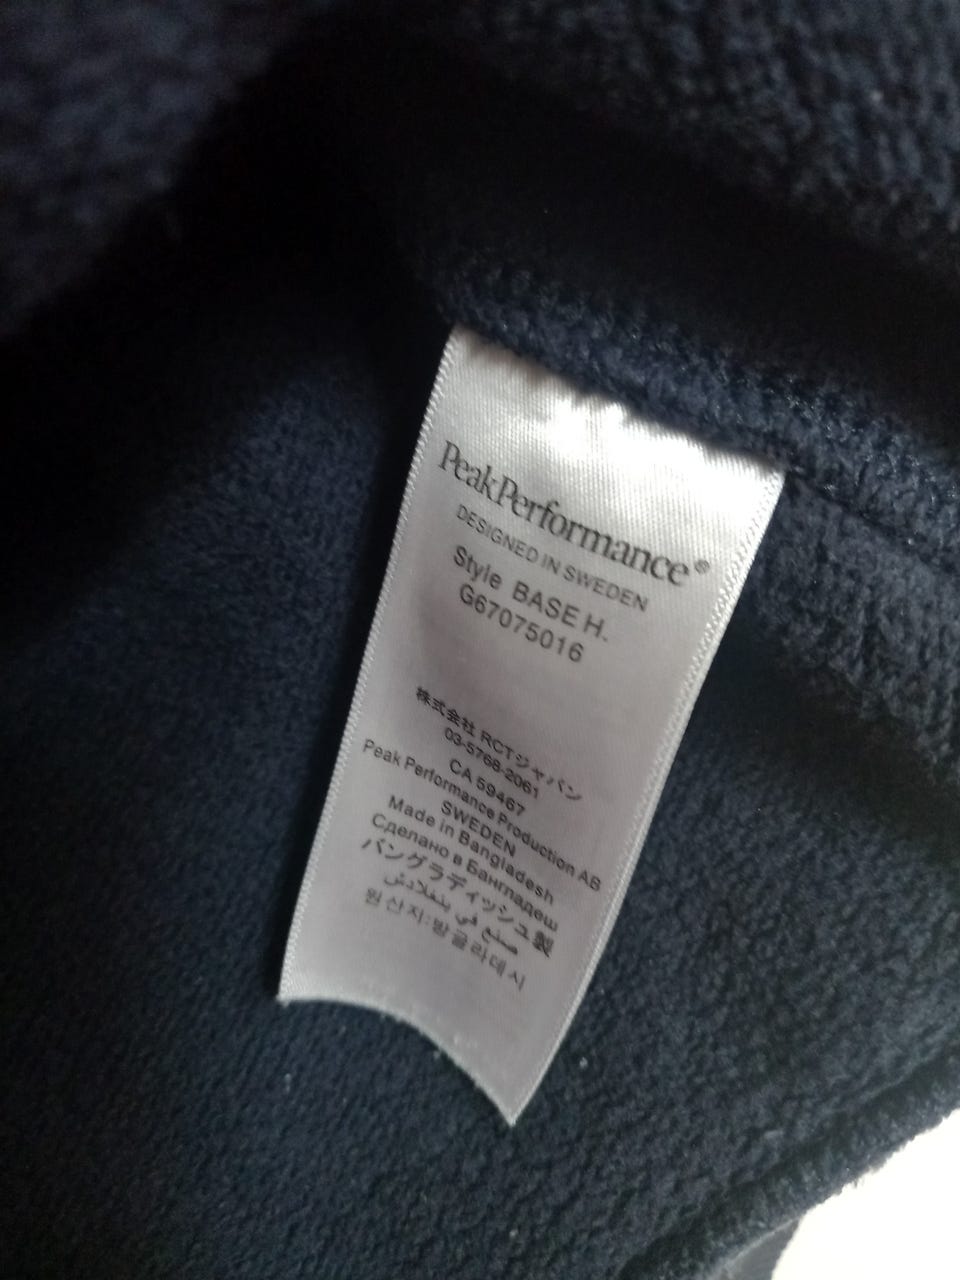 PeakPerformance®
DESIGNED IN SWEDEN
Style BASE H.
G67075016
株式会社 RCTジャパン
03-5768-2061
CA 59467
Peak Performance Production AB
SWEDEN
Made in Bangladesh
Сделано в Бангладеш
バングラディッシュ製
صنع في بنغلادش
원산지:방글라데시